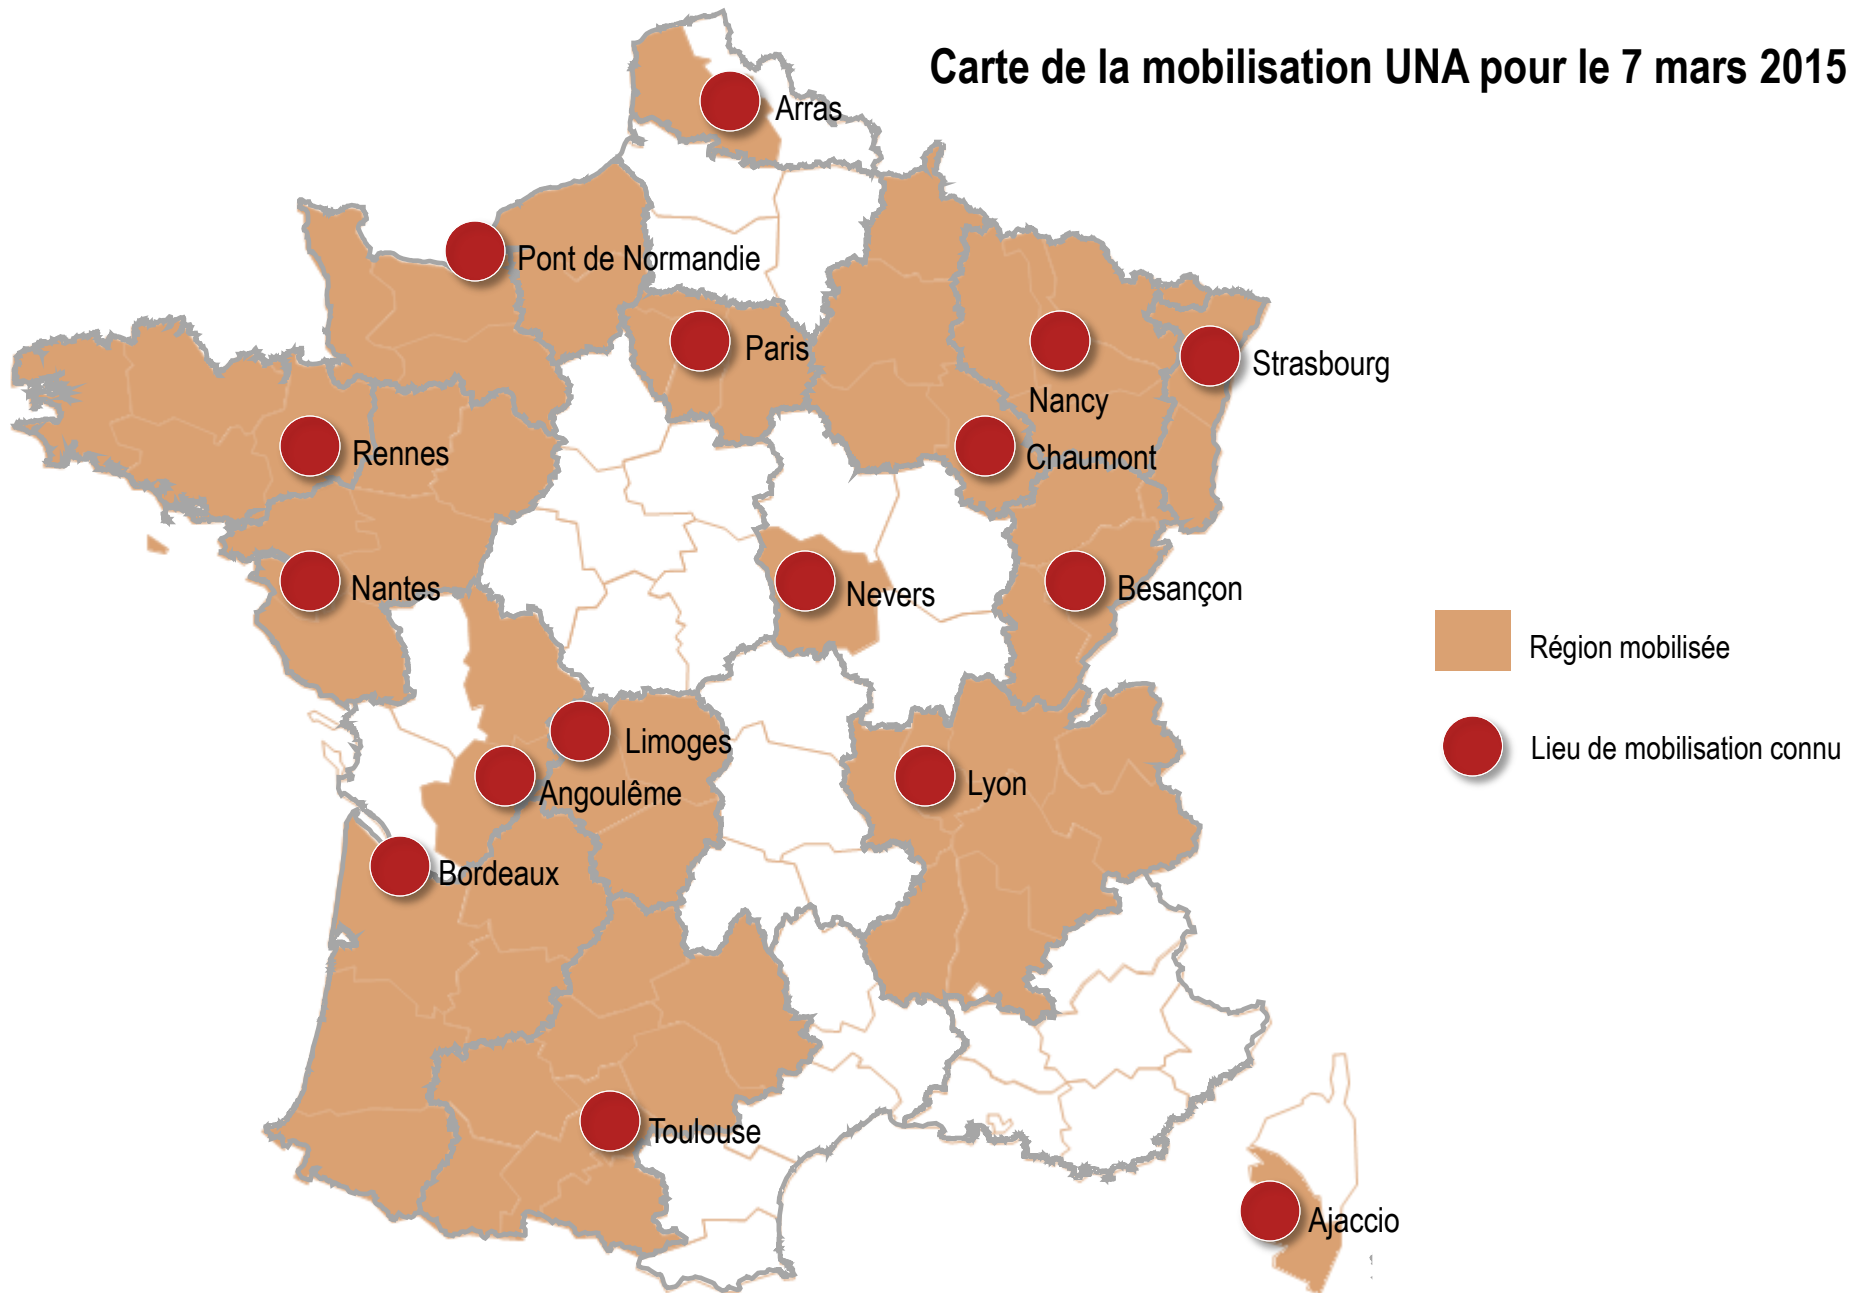 Carte de la mobilisation UNA pour le 7 mars 2015
Arras
Pont de Normandie
Paris
Strasbourg
Nancy
Rennes
Chaumont
Nantes
Nevers
Besançon
Région mobilisée
Limoges
Lieu de mobilisation connu
Angoulême
Lyon
Bordeaux
Toulouse
Ajaccio